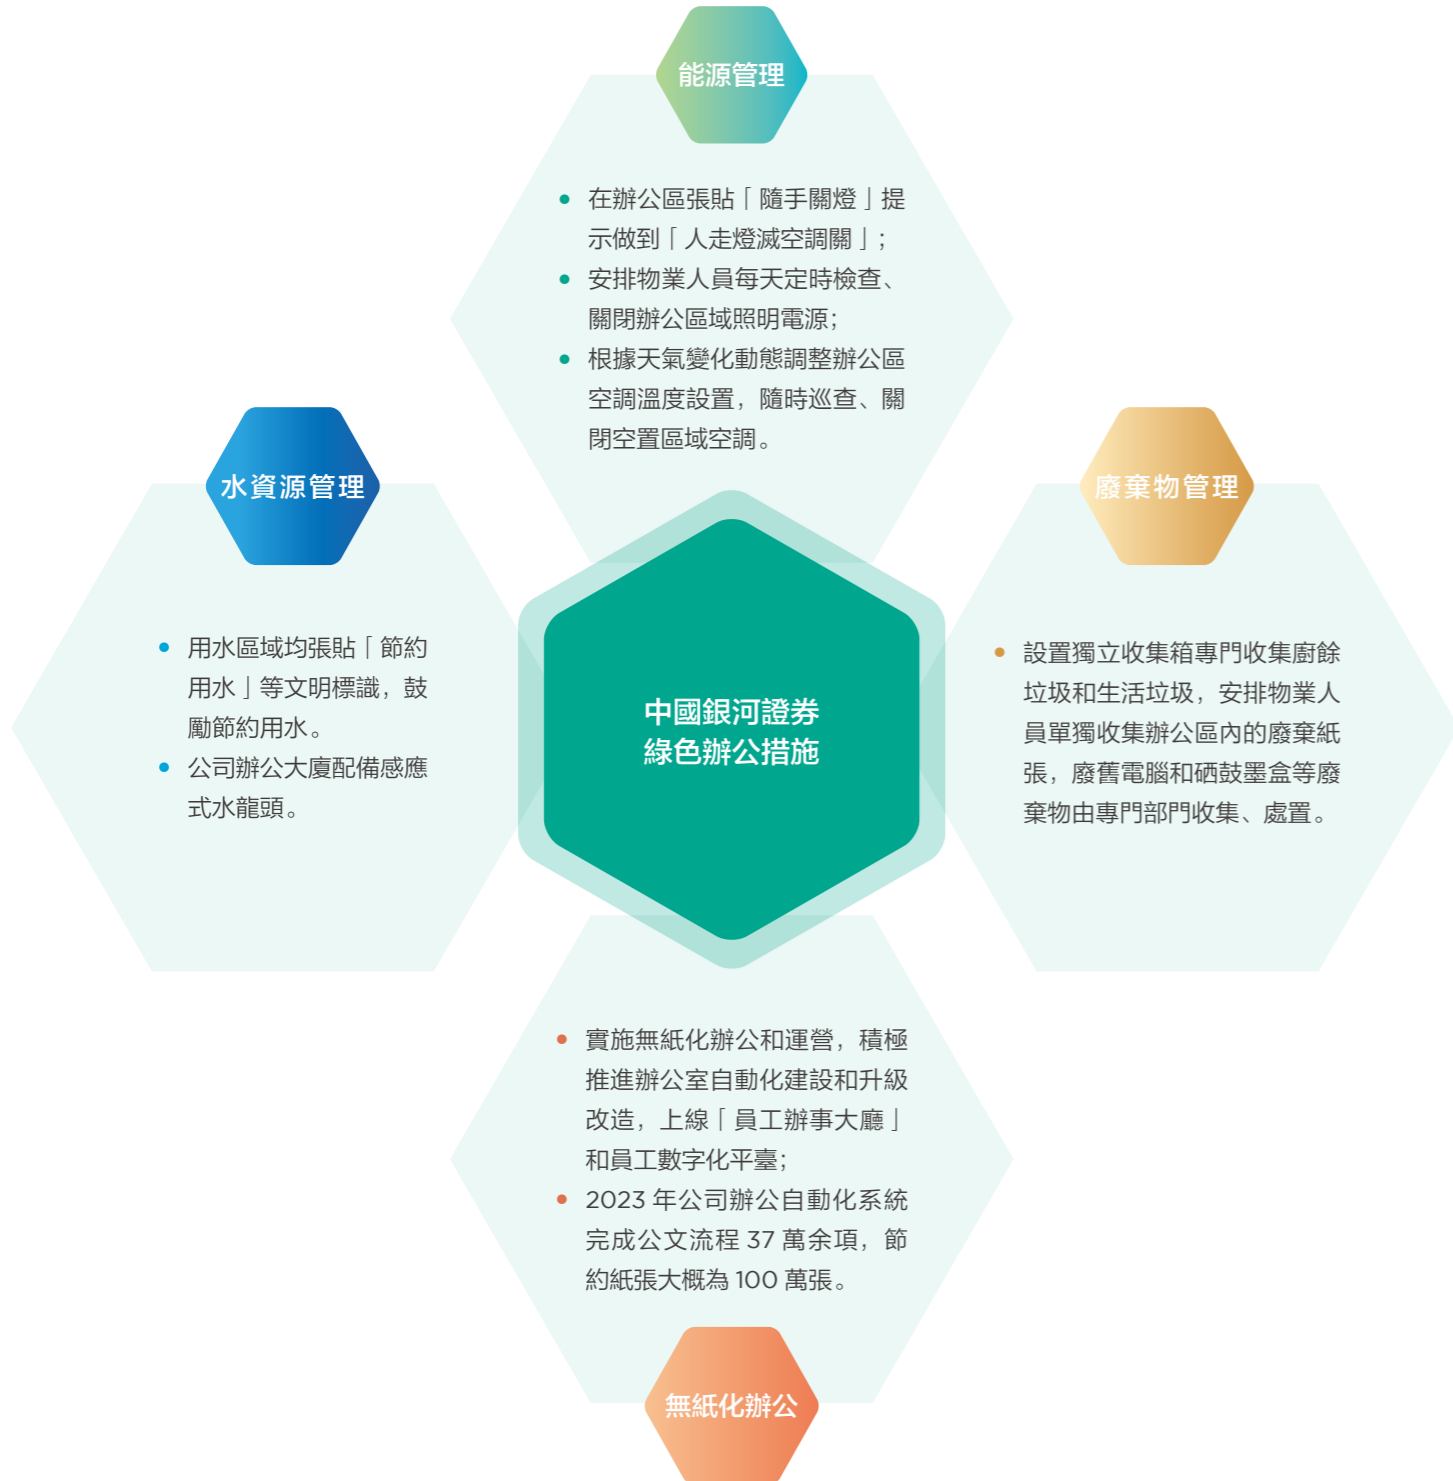 能源管理
在辦公區張貼「隨手關燈」提
示做到「人走燈滅空調關」；
安排物業人員每天定時檢查、
關閉辦公區域照明電源；
根據天氣變化動態調整辦公區
空調溫度設置，隨時巡查、關
閉空置區域空調。
水資源管理
用水區域均張貼「節約
用水」等文明標識，鼓
勵節約用水。
公司辦公大廈配備感應
式水龍頭。
中國銀河證券
綠色辦公措施
廢棄物管理
設置獨立收集箱專門收集廚餘
垃圾和生活垃圾，安排物業人
員單獨收集辦公區內的廢棄紙
張，廢舊電腦和硒鼓墨盒等廢
棄物由專門部門收集、處置。
實施無紙化辦公和運營，積極
推進辦公室自動化建設和升級
改造，上線「員工辦事大廳」
和員工數字化平臺；
2023 年公司辦公自動化系統
完成公文流程 37 萬余項，節
約紙張大概為 100 萬張。
無紙化辦公